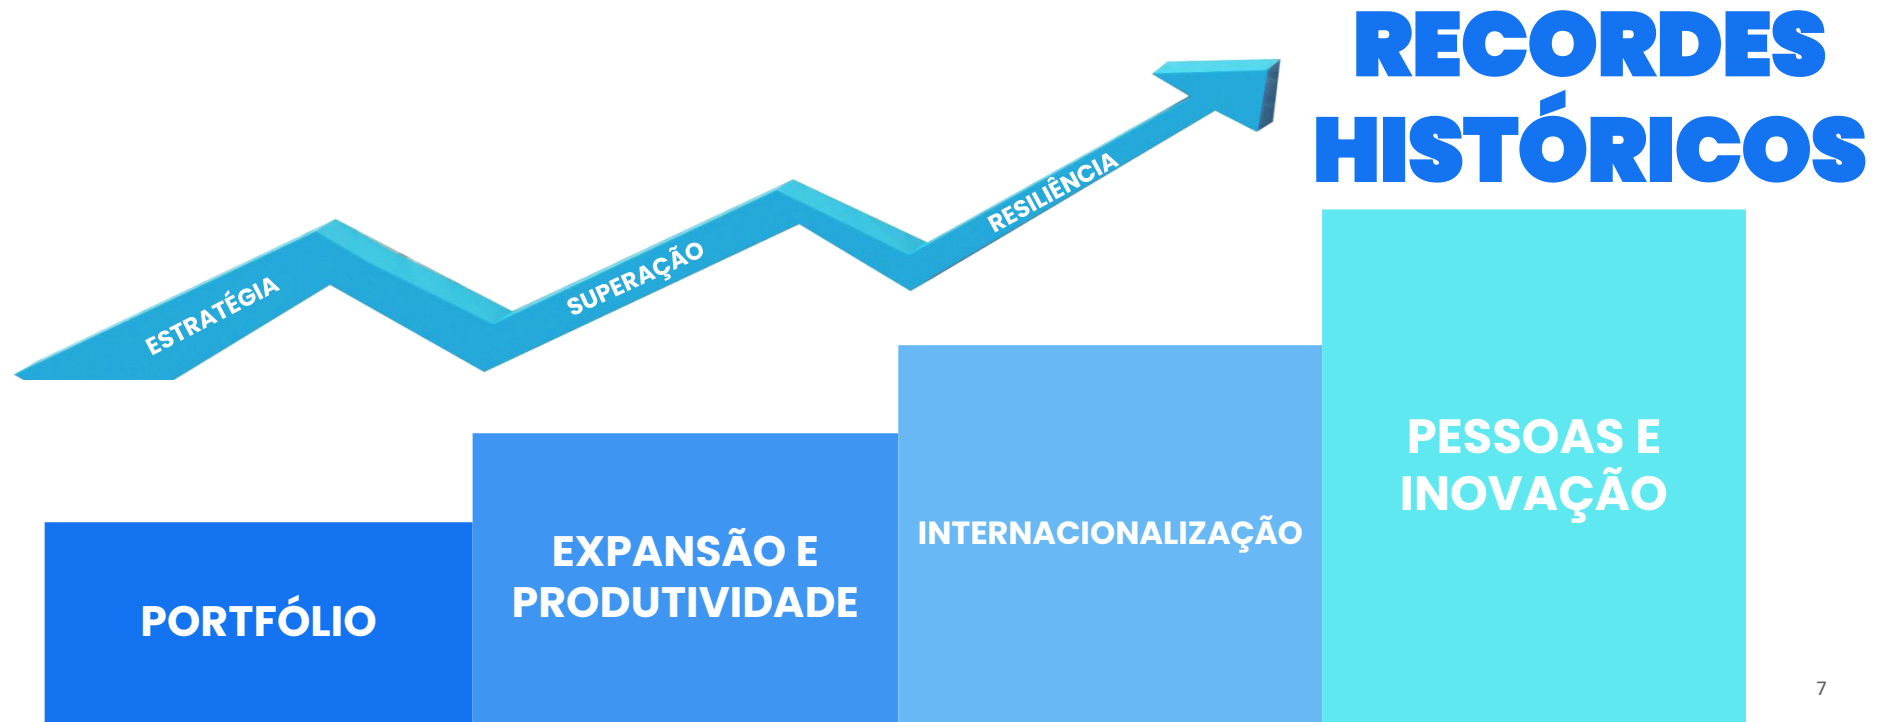 RECORDES
HISTÓRICOS
ESTRATÉGIA
SUPERAÇÃO
RESILIÊNCIA
PORTFÓLIO
EXPANSÃO E
PRODUTIVIDADE
INTERNACIONALIZAÇÃO
PESSOAS E
INOVAÇÃO
7